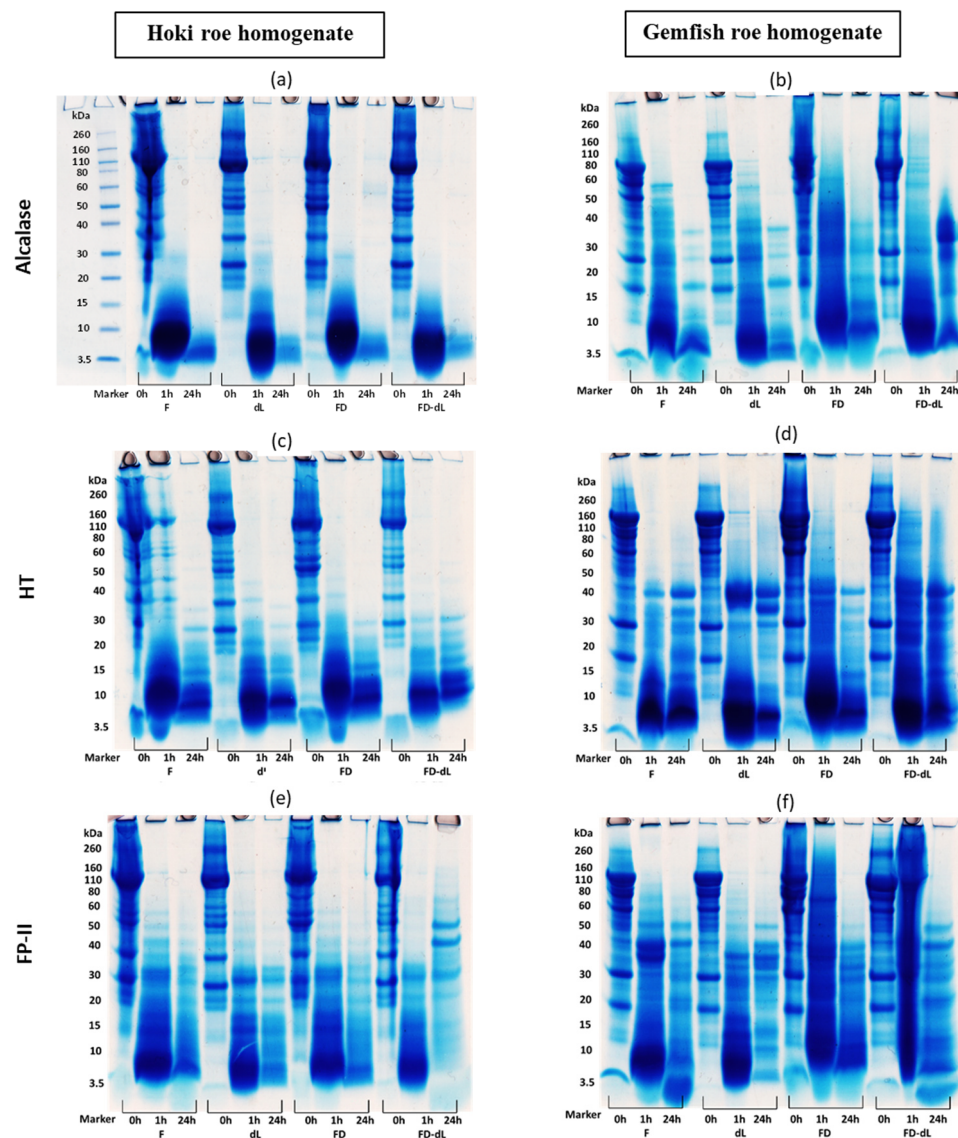 Hoki roe homogenate
Gemfish roe homogenate
(a)
(b)
Alcalase
kDa
260
160
110
80
60
50
40
30
20
15
10
3.5
Marker 0h 1h 24h 0h 1h 24h 0h 1h 24h 0h 1h 24h
F dL FD FD-dL
kDa
260
160
110
80
60
50
40
30
20
15
10
3.5
Marker 0h 1h 24h 0h 1h 24h 0h 1h 24h 0h 1h 24h
F dL FD FD-dL
(c)
(d)
HT
kDa
260
160
110
80
50
40
30
20
15
10
3.5
Marker 0h 1h 24h 0h 1h 24h 0h 1h 24h 0h 1h 24h
F d' FD FD-dL
kDa
260
160
110
80
60
50
40
30
20
15
10
3.5
Marker 0h 1h 24h 0h 1h 24h 0h 1h 24h 0h 1h 24h
F dL FD FD-dL
(e)
(f)
FP-II
kDa
260
160
110
80
60
50
40
30
20
15
10
3.5
Marker 0h 1h 24h 0h 1h 24h 0h 1h 24h 0h 1h 24h
F dL FD FD-dL
kDa
260
160
110
80
60
50
40
30
20
15
10
3.5
Marker 0h 1h 24h 0h 1h 24h 0h 1h 24h 0h 1h 24h
F dL FD FD-dL